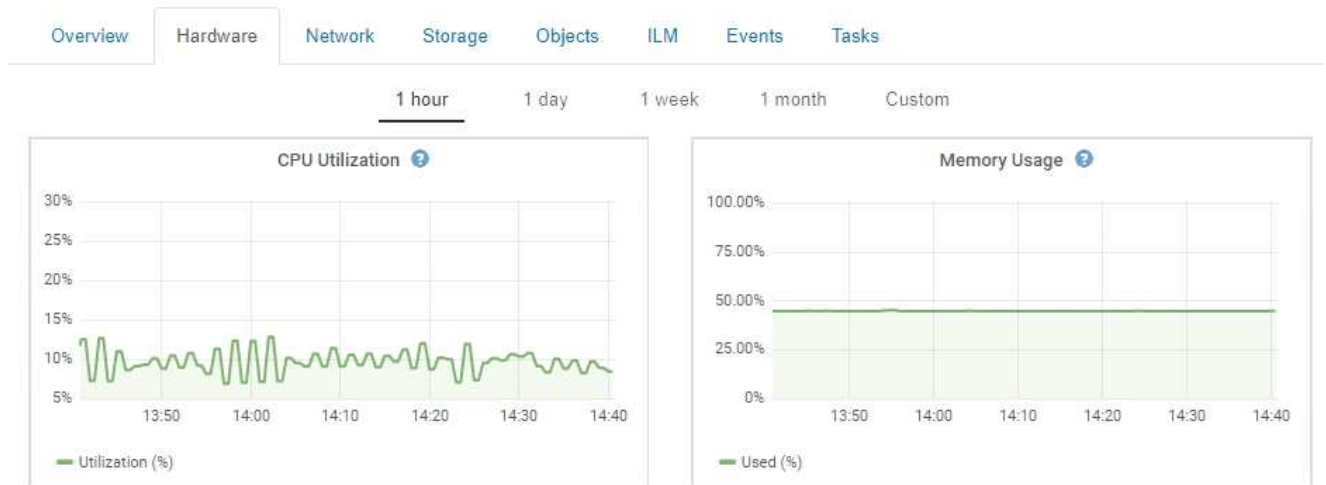 Overview Hardware Network Storage Objects ILM Events Tasks
1 hour 1 day 1 week 1 month Custom
CPU Utilization ?
30%
25%
20%
15%
10%
5%
13:50 14:00 14:10 14:20 14:30 14:40
Utilization (%)
Memory Usage ?
100.00%
75.00%
50.00%
25.00%
0%
13:50 14:00 14:10 14:20 14:30 14:40
Used (%)